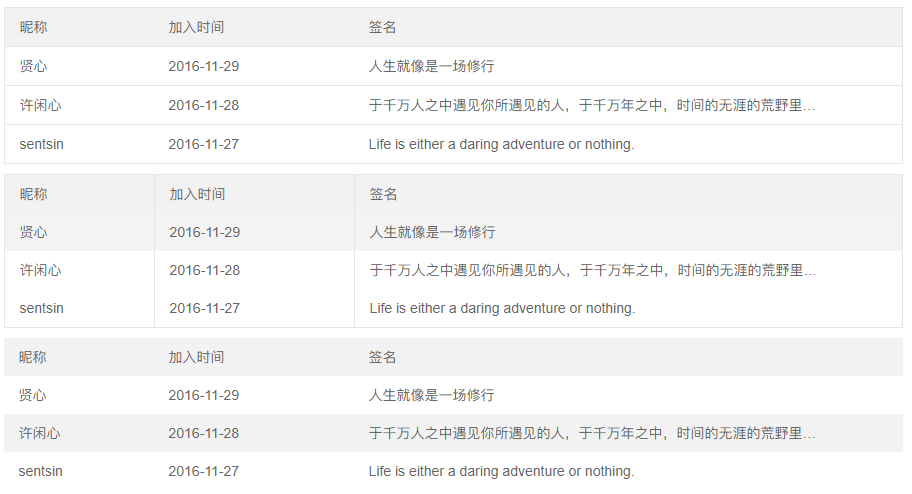 昵称 加入时间 签名
贤心 2016-11-29 人生就像是一场修行
许闲心 2016-11-28 于千万人之中遇见你所遇见的人，于千万年之中，时间的无涯的荒野里…
sentsin 2016-11-27 Life is either a daring adventure or nothing.
昵称 加入时间 签名
贤心 2016-11-29 人生就像是一场修行
许闲心 2016-11-28 于千万人之中遇见你所遇见的人，于千万年之中，时间的无涯的荒野里…
sentsin 2016-11-27 Life is either a daring adventure or nothing.
昵称 加入时间 签名
贤心 2016-11-29 人生就像是一场修行
许闲心 2016-11-28 于千万人之中遇见你所遇见的人，于千万年之中，时间的无涯的荒野里…
sentsin 2016-11-27 Life is either a daring adventure or nothing.